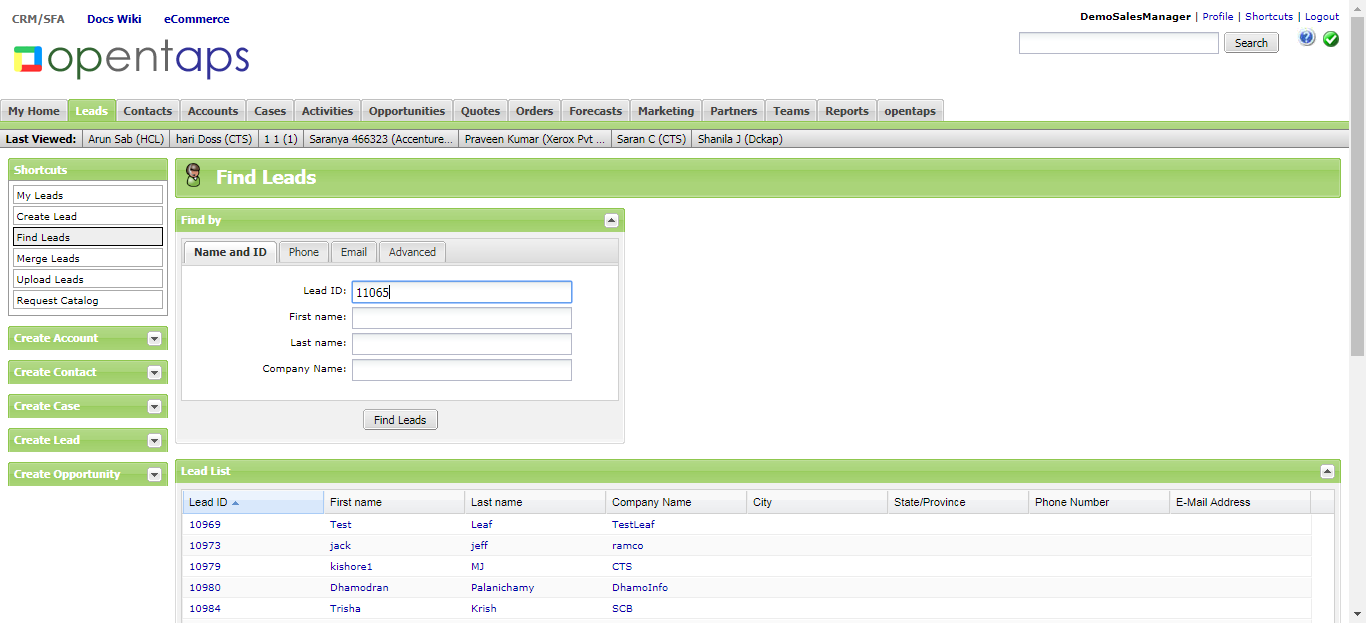 CRM/SFA Docs Wiki eCommerce
DemoSalesManager | Profile | Shortcuts | Logout
opentaps
Search
My Home Leads Contacts Accounts Cases Activities Opportunities Quotes Orders Forecasts Marketing Partners Teams Reports opentaps
Last Viewed: Arun Sab (HCL) hari Doss (CTS) 1 1 (1) Saranya 466323 (Accenture... Praveen Kumar (Xerox Pvt ... Saran C (CTS) Shanila J (Dckap)
Shortcuts
My Leads
Create Lead
Find Leads
Merge Leads
Upload Leads
Request Catalog
Create Account
Create Contact
Create Case
Create Lead
Create Opportunity
Find Leads
Find by
Name and ID Phone Email Advanced
Lead ID: 11065
First name:
Last name:
Company Name:
Find Leads
Lead List
Lead ID First name Last name Company Name City State/Province Phone Number E-Mail Address
10969 Test Leaf TestLeaf
10973 jack jeff ramco
10979 kishore1 MJ CTS
10980 Dhamodran Palanichamy DhamoInfo
10984 Trisha Krish SCB